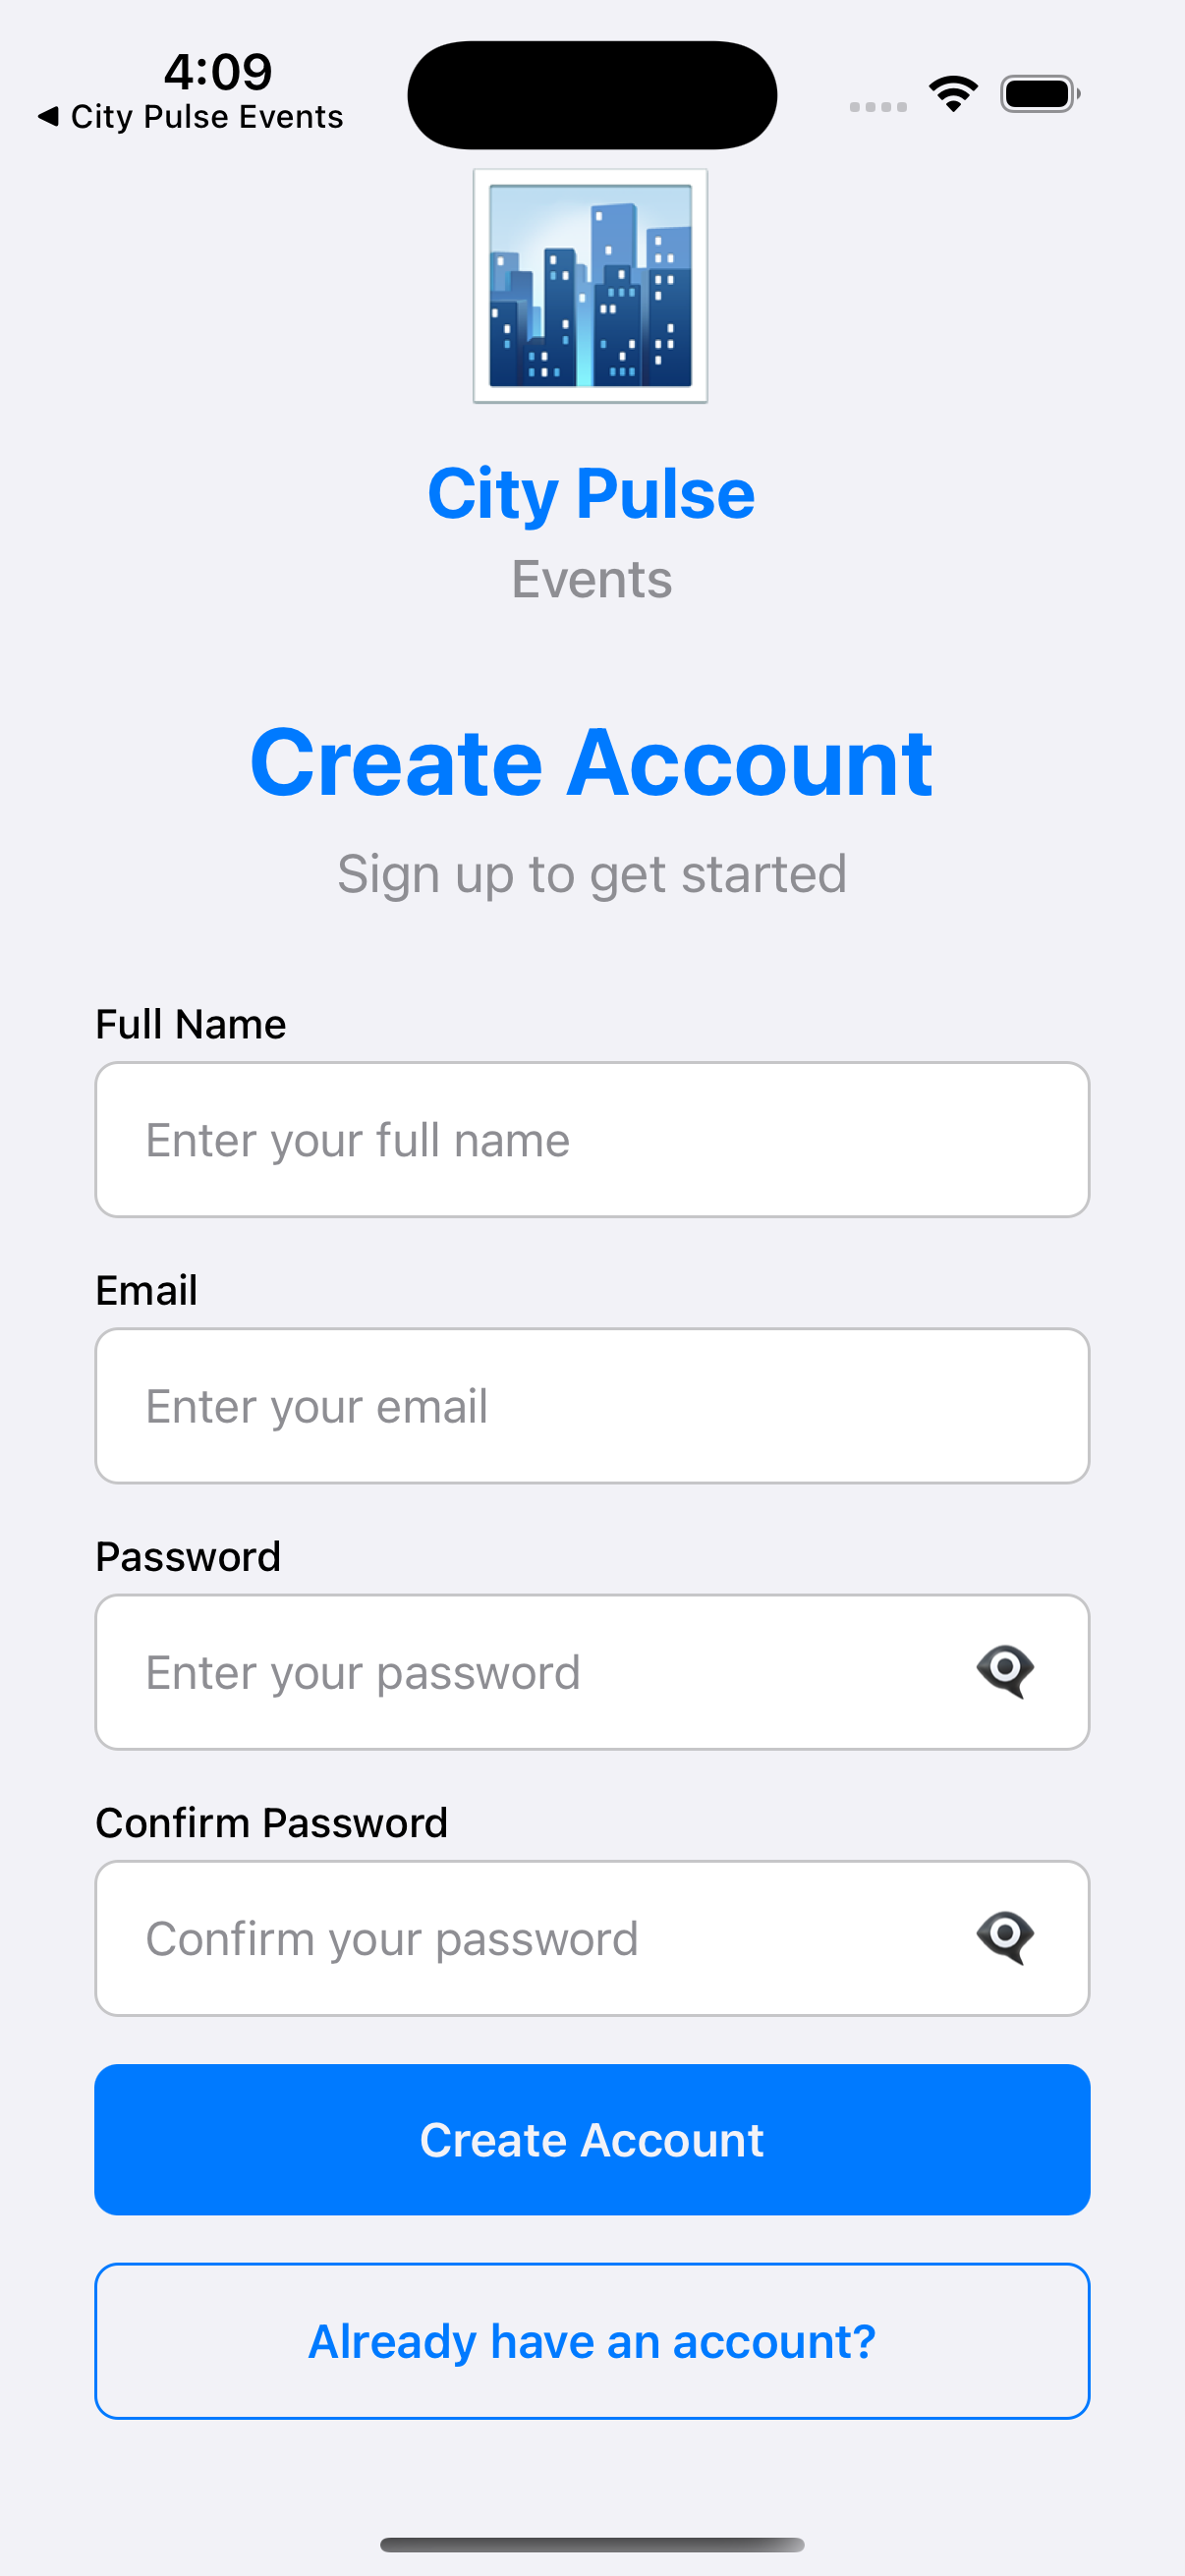 4:09
◀ City Pulse Events
City Pulse
Events
Create Account
Sign up to get started
Full Name
Enter your full name
Email
Enter your email
Password
Enter your password
Confirm Password
Confirm your password
Create Account
Already have an account?